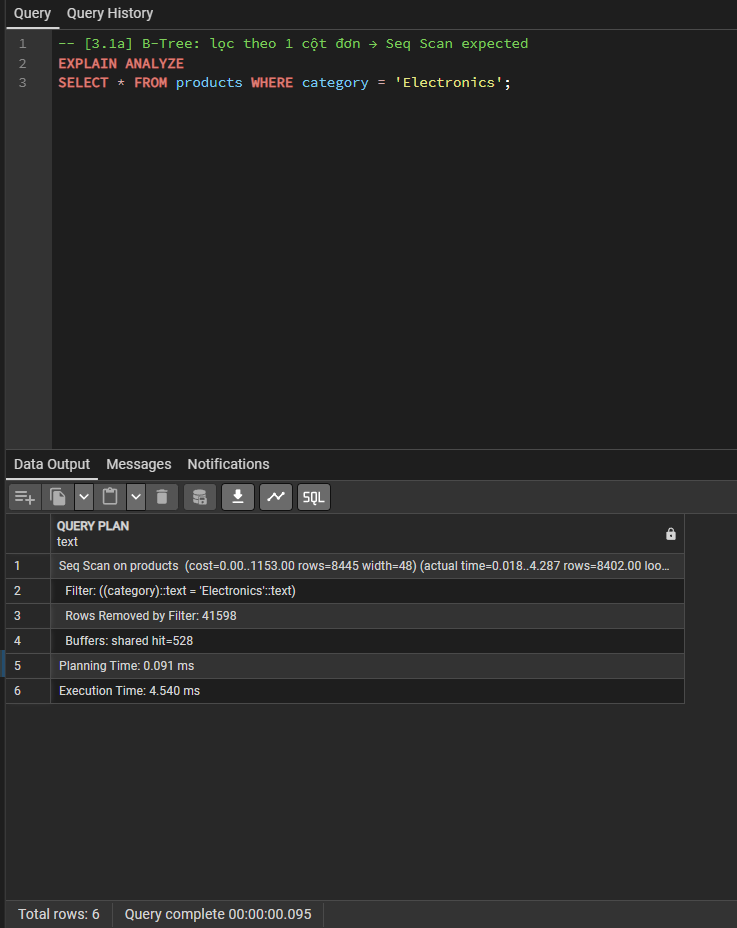 Query Query History
1 -- [3.1a] B-Tree: lọc theo 1 cột đơn → Seq Scan expected
2 EXPLAIN ANALYZE
3 SELECT * FROM products WHERE category = 'Electronics';
Data Output Messages Notifications
SQL
QUERY PLAN
text
1 Seq Scan on products (cost=0.00..1153.00 rows=8445 width=48) (actual time=0.018..4.287 rows=8402.00 loo...
2 Filter: ((category)::text = 'Electronics'::text)
3 Rows Removed by Filter: 41598
4 Buffers: shared hit=528
5 Planning Time: 0.091 ms
6 Execution Time: 4.540 ms
Total rows: 6 Query complete 00:00:00.095